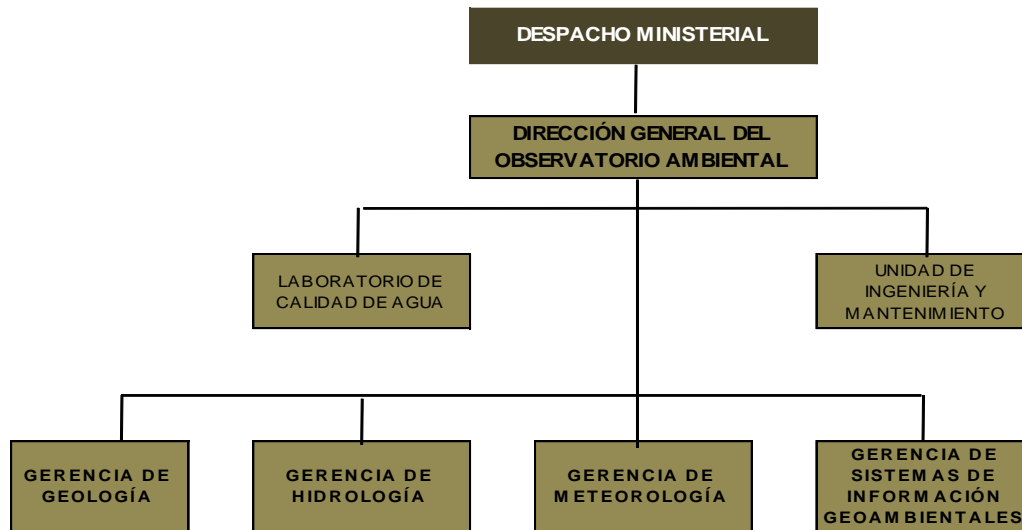 DESPACHO MINISTERIAL
DIRECCIÓN GENERAL DEL
OBSERVATORIO AMBIENTAL
LABORATORIO DE
CALIDAD DE AGUA
UNIDAD DE
INGENIERÍA Y
MANTENIMIENTO
GERENCIA DE
GEOLOGÍA
GERENCIA DE
HIDROLOGÍA
GERENCIA DE
METEOROLOGÍA
GERENCIA DE
SISTEMAS DE
INFORMACIÓN
GEOAMBIENTALES